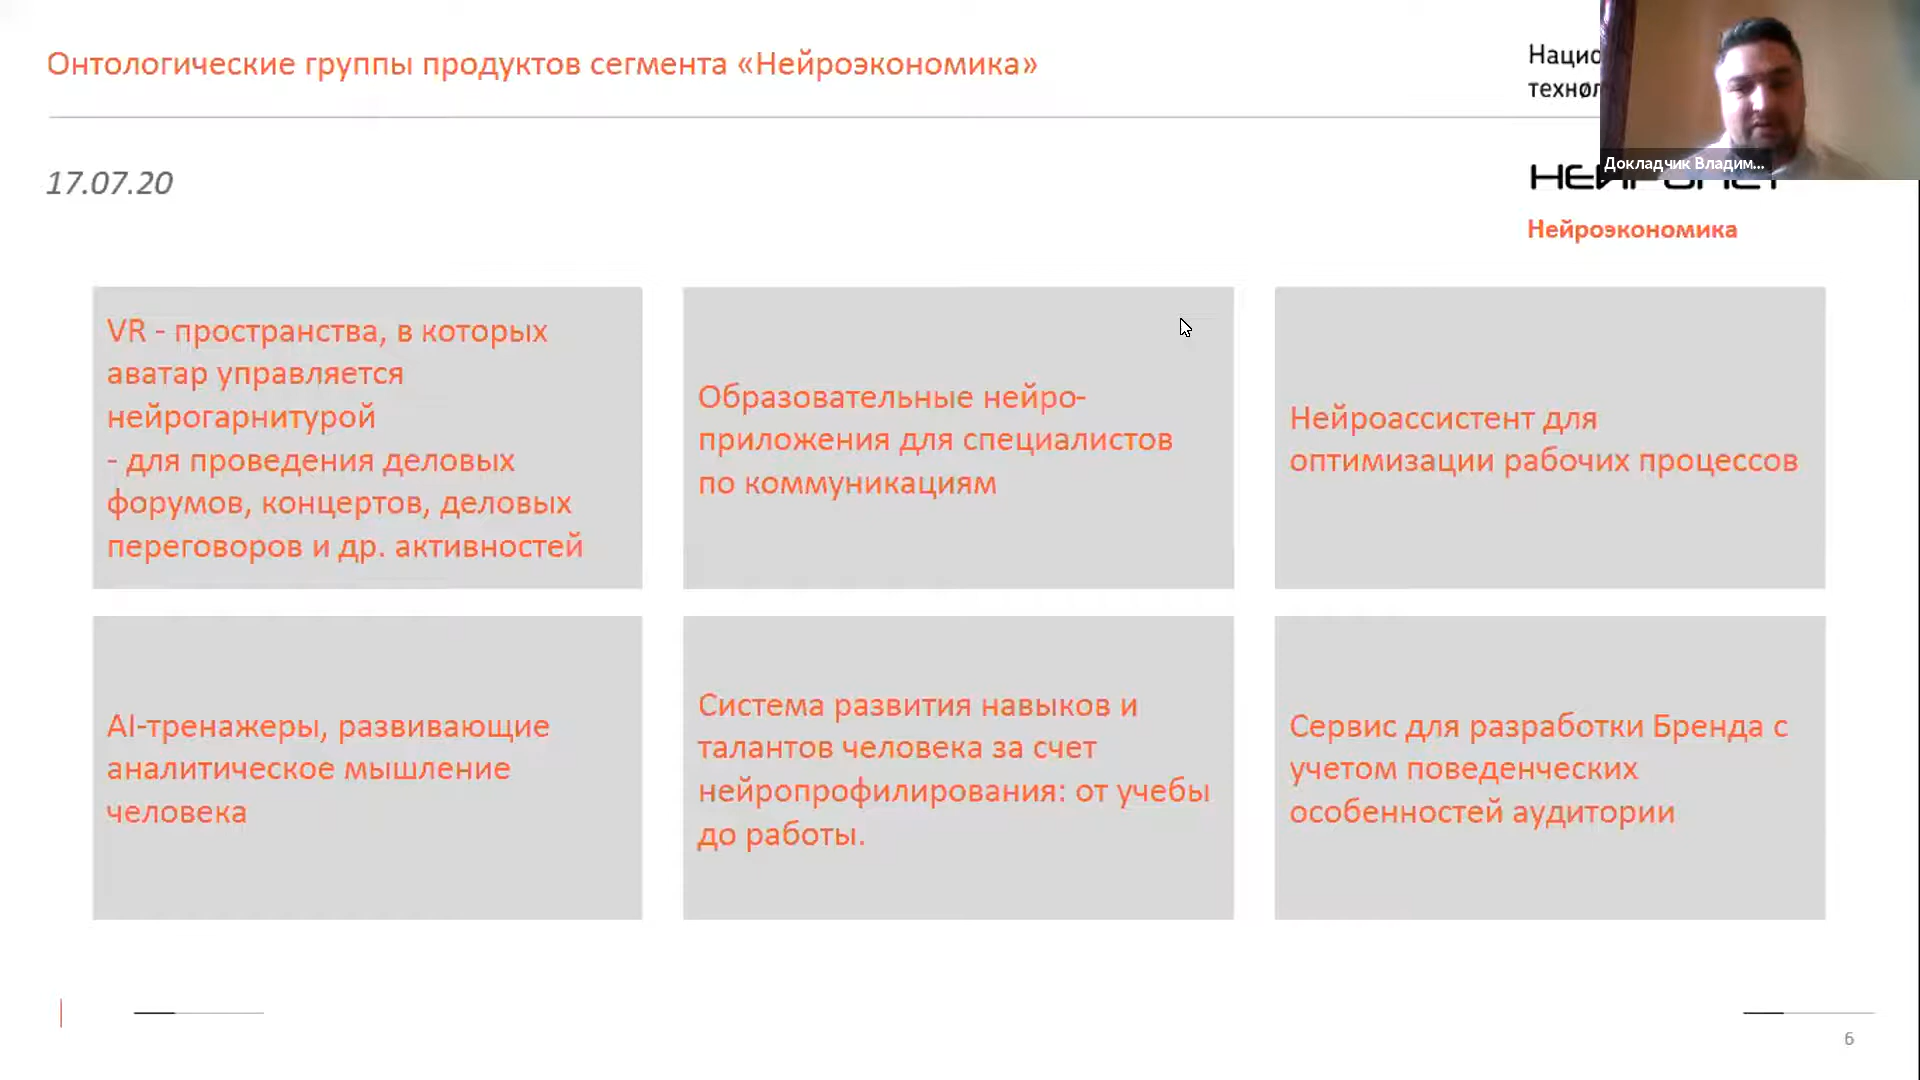 Онтологические группы продуктов сегмента «Нейроэкономика»
17.07.20
Докладчик Владим...
Нейроэкономика
VR - пространства, в которых
аватар управляется
нейрогарнитурой
- для проведения деловых
форумов, концертов, деловых
переговоров и др. активностей
Образовательные нейро-
приложения для специалистов
по коммуникациям
Нейроассистент для
оптимизации рабочих процессов
AI-тренажеры, развивающие
аналитическое мышление
человека
Система развития навыков и
талантов человека за счет
нейропрофилирования: от учебы
до работы.
Сервис для разработки Бренда с
учетом поведенческих
особенностей аудитории
6